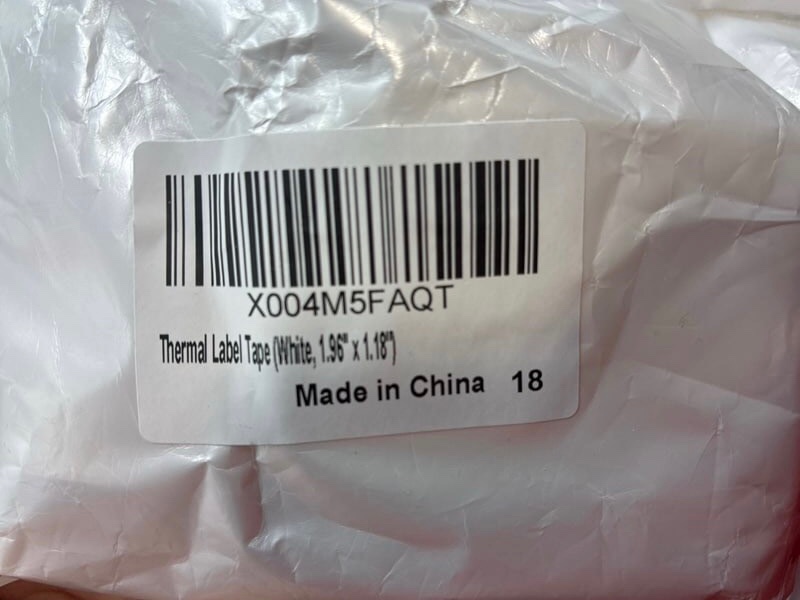 X004M5FAQT
Thermal Label Tape (White, 1.96" x 1.18")
Made in China 18